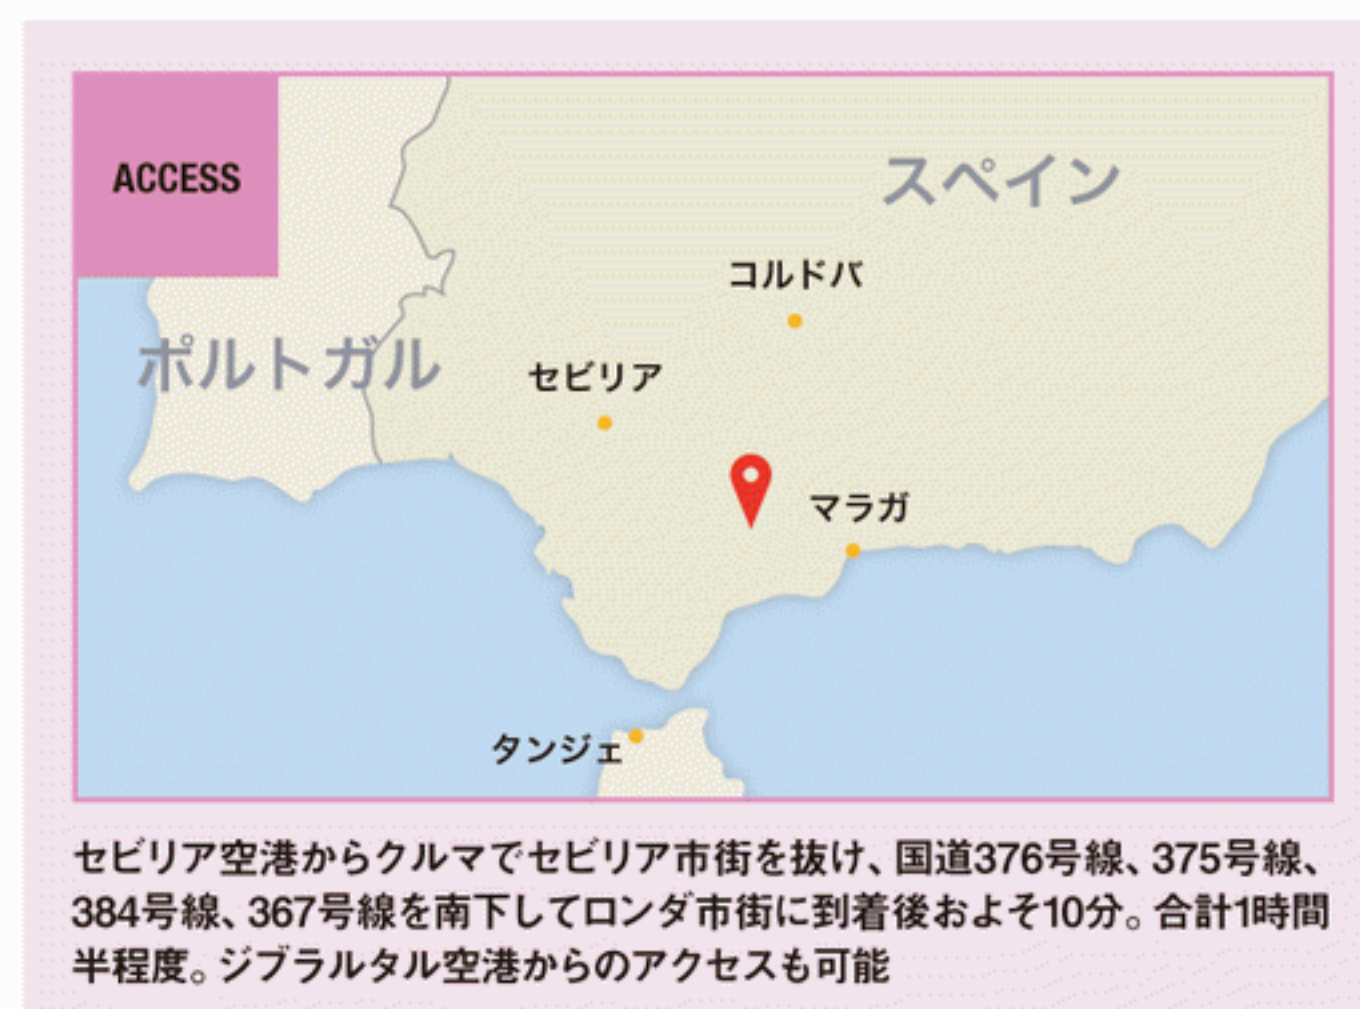 ACCESS
スペイン
コルドバ
ポルトガル
セビリア
マラガ
タンジェ
セビリア空港からクルマでセビリア市街を抜け、国道376号線、375号線、
384号線、367号線を南下してロンダ市街に到着後およそ10分。合計1時間
半程度。ジブラルタル空港からのアクセスも可能